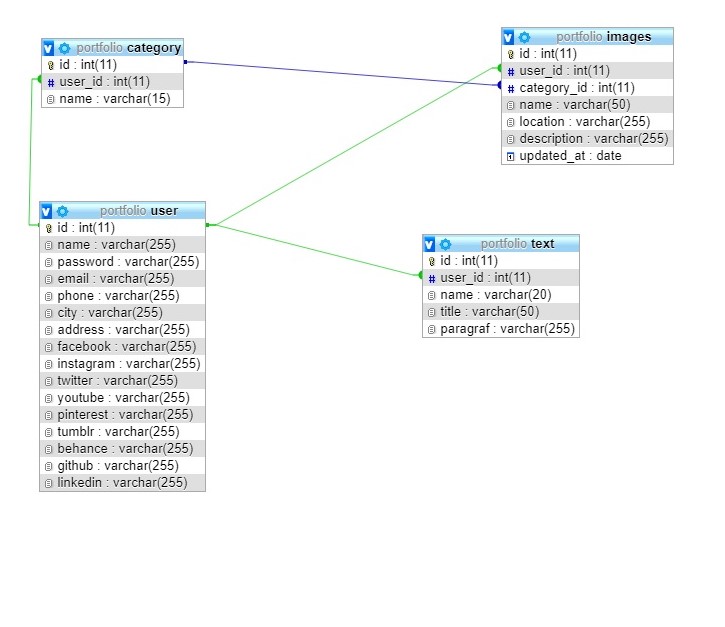 portfolio category
id : int(11)
user_id : int(11)
name : varchar(15)
portfolio images
id : int(11)
user_id : int(11)
category_id : int(11)
name : varchar(50)
location : varchar(255)
description : varchar(255)
updated_at : date
portfolio user
id : int(11)
name : varchar(255)
password : varchar(255)
email : varchar(255)
phone : varchar(255)
city : varchar(255)
address : varchar(255)
facebook : varchar(255)
instagram : varchar(255)
twitter : varchar(255)
youtube : varchar(255)
pinterest : varchar(255)
tumblr : varchar(255)
behance : varchar(255)
github : varchar(255)
linkedin : varchar(255)
portfolio text
id : int(11)
user_id : int(11)
name : varchar(20)
title : varchar(50)
paragraf : varchar(255)